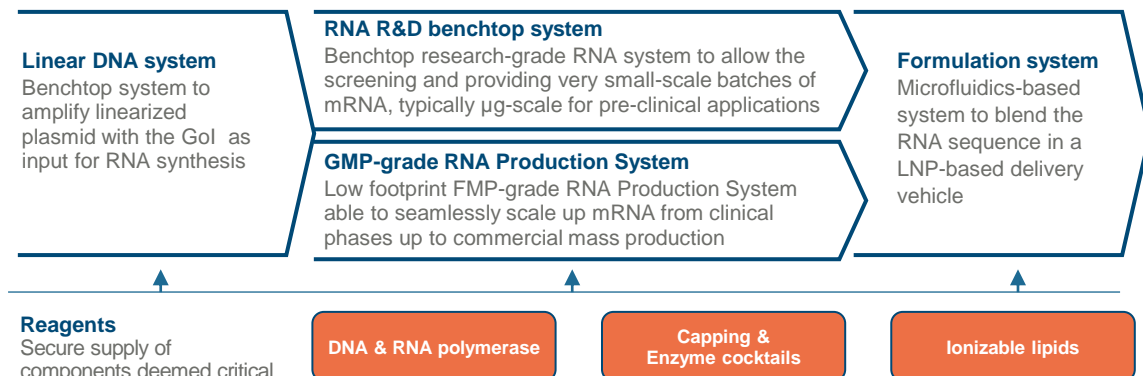 Linear DNA system
Benchtop system to
amplify linearized
plasmid with the GoI as
input for RNA synthesis
RNA R&D benchtop system
Benchtop research-grade RNA system to allow the
screening and providing very small-scale batches of
mRNA, typically µg-scale for pre-clinical applications
GMP-grade RNA Production System
Low footprint FMP-grade RNA Production System
able to seamlessly scale up mRNA from clinical
phases up to commercial mass production
Formulation system
Microfluidics-based
system to blend the
RNA sequence in a
LNP-based delivery
vehicle
Reagents
Secure supply of
components deemed critical
DNA & RNA polymerase
Capping &
Enzyme cocktails
Ionizable lipids